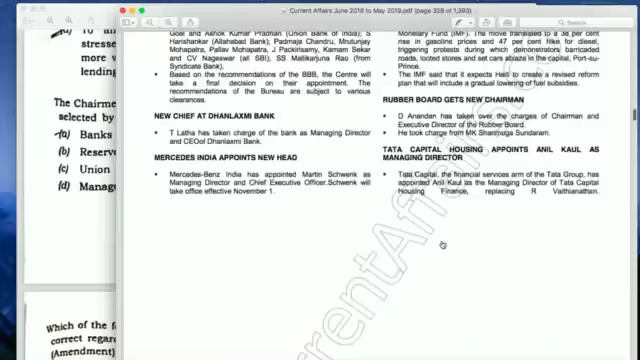 Current Affairs June 2018 to May 2019.pdf (page 328 of 1,393)
Search
(d) To am
stresse
more v
lending
The Chairme
selected by
(a) Banks
(b) Reserv
(c) Union
(d) Manag
Which of the f
correct regar
(Amendment)
Goel and Ashok Kumar Pradhan (Union Bank of India); S
Harishankar (Allahabad Bank); Padmaja Chandru, Mrutunjay
Mohapatra, Pallav Mohapatra, J Packirisamy, Karnam Sekar
and CV Nageswar (all SBI); SS Mallikarjuna Rao (from
Syndicate Bank).
• Based on the recommendations of the BBB, the Centre will
take a final decision on their appointment. The
recommendations of the Bureau are subject to various
clearances.
NEW CHIEF AT DHANLAXMI BANK
• T Latha has taken charge of the bank as Managing Director
and CEOof Dhanlaxmi Bank.
MERCEDES INDIA APPOINTS NEW HEAD
• Mercedes-Benz India has appointed Martin Schwenk as
Managing Director and Chief Executive Officer.Schwenk will
take office effective November 1.
Monetary Fund (IMF). The move translated to a 38 per cent
rise in gasoline prices and 47 per cent hike for diesel,
triggering protests during which demonstrators barricaded
roads, looted stores and set cars ablaze in the capital, Port-au-
Prince.
• The IMF said that it expects Haiti to create a revised reform
plan that will include a gradual elimination of fuel subsidies.
RUBBER BOARD GETS NEW CHAIRMAN
• D Anandan has taken over the charges of Chairman and
Executive Director of the Rubber Board.
• He took charge from MK Shanmuga Sundaram.
TATA CAPITAL HOUSING APPOINTS ANIL KAUL AS
MANAGING DIRECTOR
• Tata Capital, the financial services arm of the Tata Group, has
appointed Anil Kaul as the Managing Director of Tata Capital
Housing Finance, replacing R Vaithianathan.